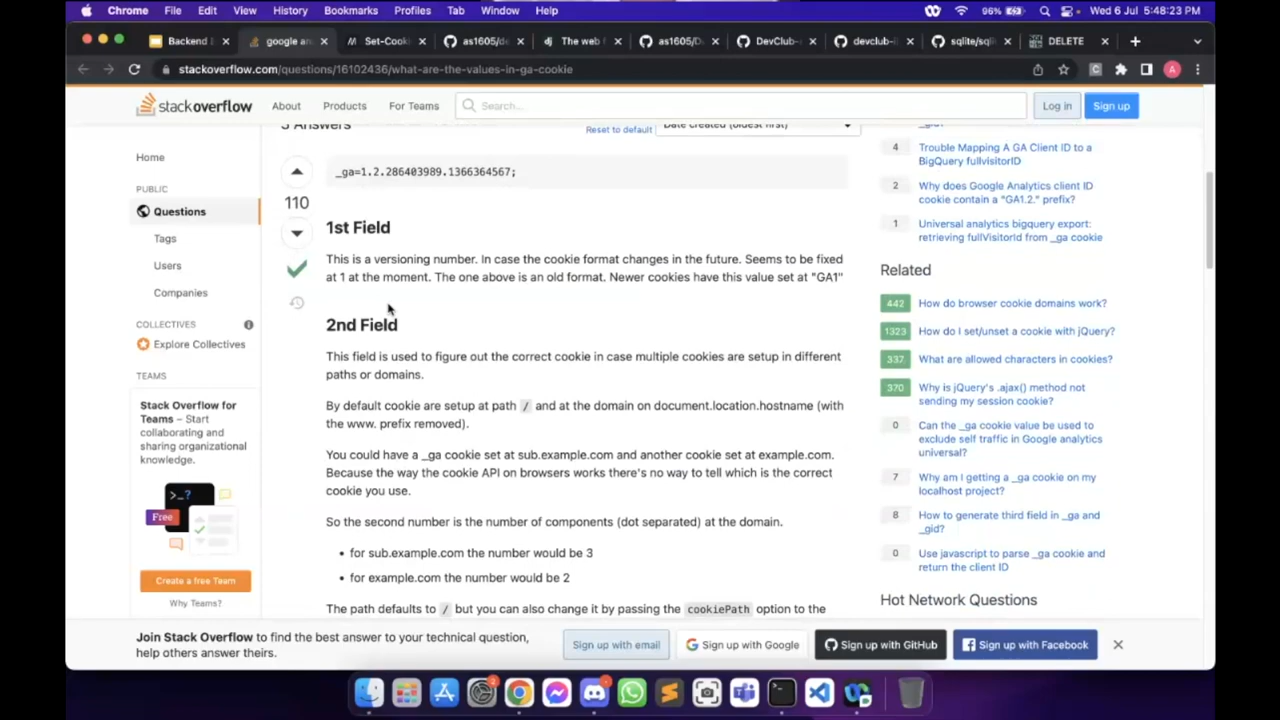 Chrome File Edit View History Bookmarks Profiles Tab Window Help 96% Wed 6 Jul 5:48:23 PM
Backend google an Set-Cook as1605/de The web as1605/D DevClub- devclub-i sqlite/sqli DELETE
stackoverflow.com/questions/16102436/what-are-the-values-in-ga-cookie
stackoverflow About Products For Teams Search... Log in Sign up
Home
PUBLIC
Questions
Tags
Users
Companies
COLLECTIVES
Explore Collectives
TEAMS
Stack Overflow for
Teams – Start
collaborating and
sharing organizational
knowledge.
>_?
Free
Create a free Team
Why Teams?
3 Answers
Reset to default Date created (oldest first)
_ga=1.2.286403989.1366364567;
110
1st Field
This is a versioning number. In case the cookie format changes in the future. Seems to be fixed
at 1 at the moment. The one above is an old format. Newer cookies have this value set at "GA1"
2nd Field
This field is used to figure out the correct cookie in case multiple cookies are setup in different
paths or domains.
By default cookie are setup at path / and at the domain on document.location.hostname (with
the www. prefix removed).
You could have a _ga cookie set at sub.example.com and another cookie set at example.com.
Because the way the cookie API on browsers works there's no way to tell which is the correct
cookie you use.
So the second number is the number of components (dot separated) at the domain.
• for sub.example.com the number would be 3
• for example.com the number would be 2
The path defaults to / but you can also change it by passing the cookiePath option to the
_gid?
4 Trouble Mapping A GA Client ID to a
BigQuery fullvisitorID
2 Why does Google Analytics client ID
cookie contain a "GA1.2." prefix?
1 Universal analytics bigquery export:
retrieving fullVisitorId from _ga cookie
Related
442 How do browser cookie domains work?
1323 How do I set/unset a cookie with jQuery?
337 What are allowed characters in cookies?
370 Why is jQuery's .ajax() method not
sending my session cookie?
0 Can the _ga cookie value be used to
exclude self traffic in Google analytics
universal?
7 Why am I getting a _ga cookie on my
localhost project?
8 How to generate third field in _ga and
_gid?
0 Use javascript to parse _ga cookie and
return the client ID
Hot Network Questions
Join Stack Overflow to find the best answer to your technical question,
help others answer theirs.
Sign up with email Sign up with Google Sign up with GitHub Sign up with Facebook